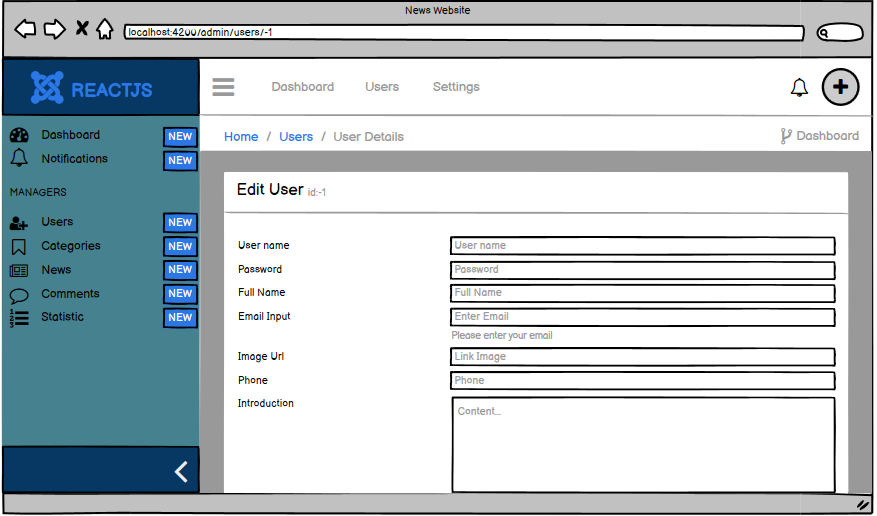 News Website
localhost:4200/admin/users/-1
REACTJS
Dashboard Users Settings
Home / Users / User Details
Dashboard
Dashboard NEW
Notifications NEW
MANAGERS
Users NEW
Categories NEW
News NEW
Comments NEW
Statistic NEW
Edit User id:-1
User name User name
Password Password
Full Name Full Name
Email Input Enter Email
Please enter your email
Image Url Link Image
Phone Phone
Introduction Content...